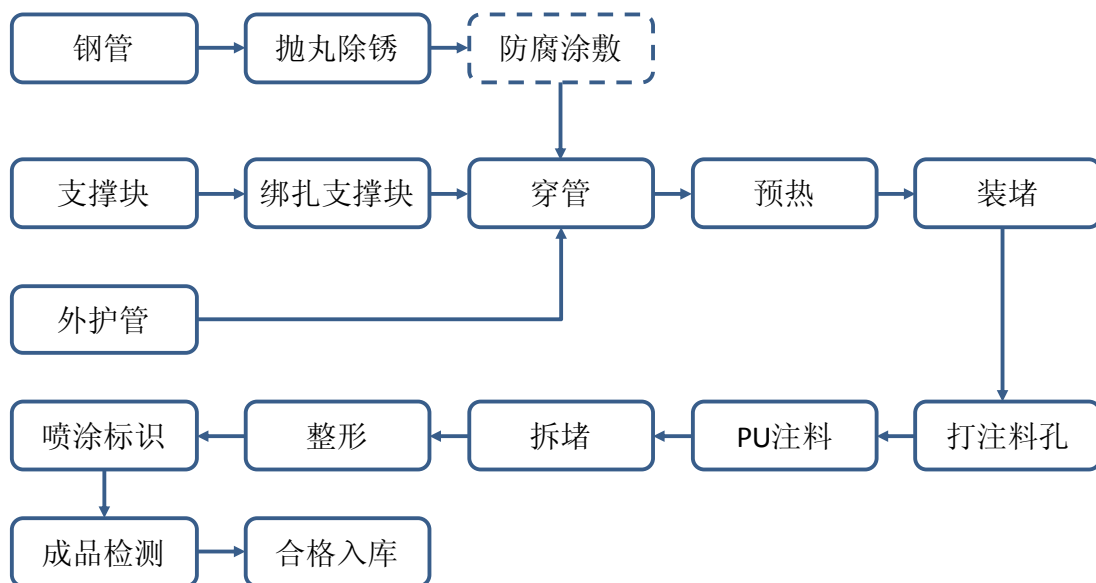 钢管
抛丸除锈
防腐涂敷
支撑块
绑扎支撑块
穿管
预热
装堵
外护管
喷涂标识
整形
拆堵
PU注料
打注料孔
成品检测
合格入库